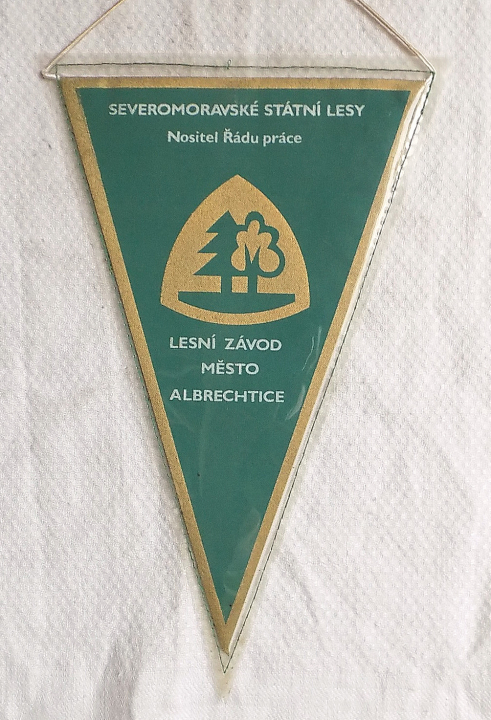 SEVEROMORAVSKÉ STÁTNÍ LESY
Nositel Řádu práce
LESNÍ ZÁVOD
MĚSTO
ALBRECHTICE